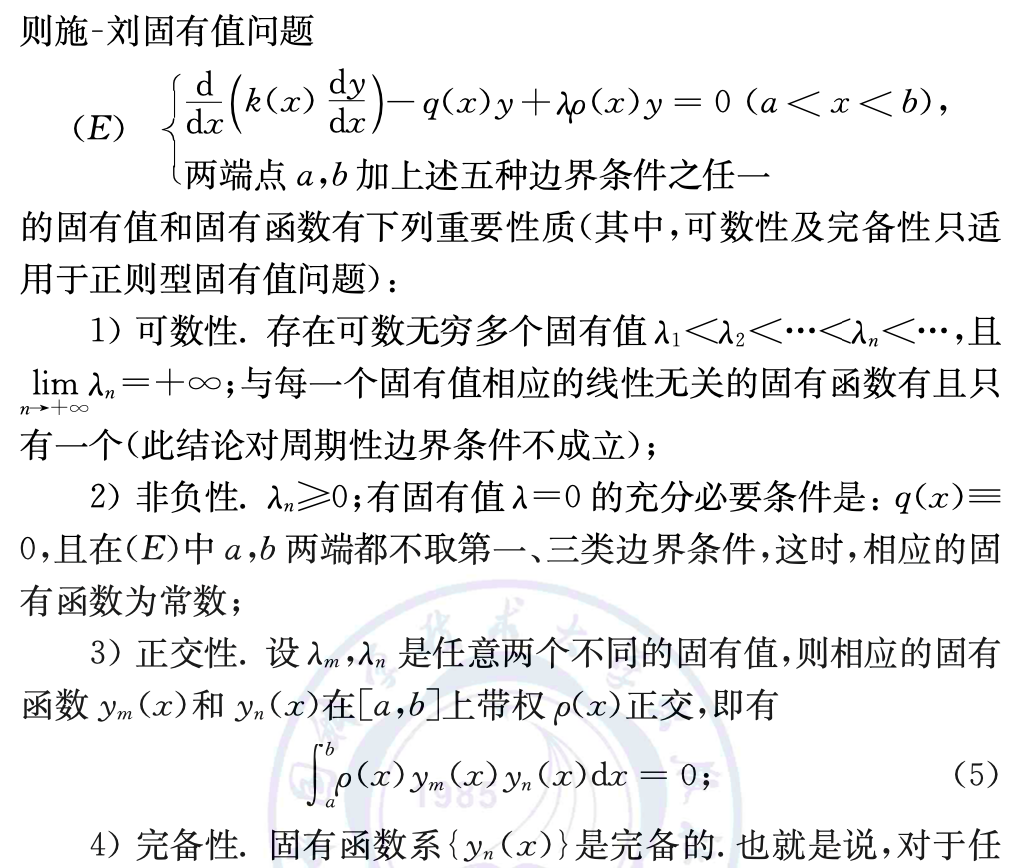 则施-刘固有值问题
(E) { d/dx (k(x) dy/dx) − q(x)y + λρ(x)y = 0 (a < x < b),
两端点 a,b 加上述五种边界条件之任一
的固有值和固有函数有下列重要性质(其中,可数性及完备性只适
用于正则型固有值问题):
1) 可数性. 存在可数无穷多个固有值 λ₁<λ₂<⋯<λₙ<⋯,且
lim_{n→+∞} λₙ=+∞;与每一个固有值相应的线性无关的固有函数有且只
有一个(此结论对周期性边界条件不成立);
2) 非负性. λₙ≥0;有固有值 λ=0 的充分必要条件是: q(x)≡
0,且在(E)中 a,b 两端都不取第一、三类边界条件,这时,相应的固
有函数为常数;
3) 正交性. 设 λₘ,λₙ 是任意两个不同的固有值,则相应的固有
函数 yₘ(x)和 yₙ(x)在[a,b]上带权 ρ(x)正交,即有
∫_a^b ρ(x)yₘ(x)yₙ(x)dx = 0; (5)
1985
4) 完备性. 固有函数系{yₙ(x)}是完备的. 也就是说,对于任